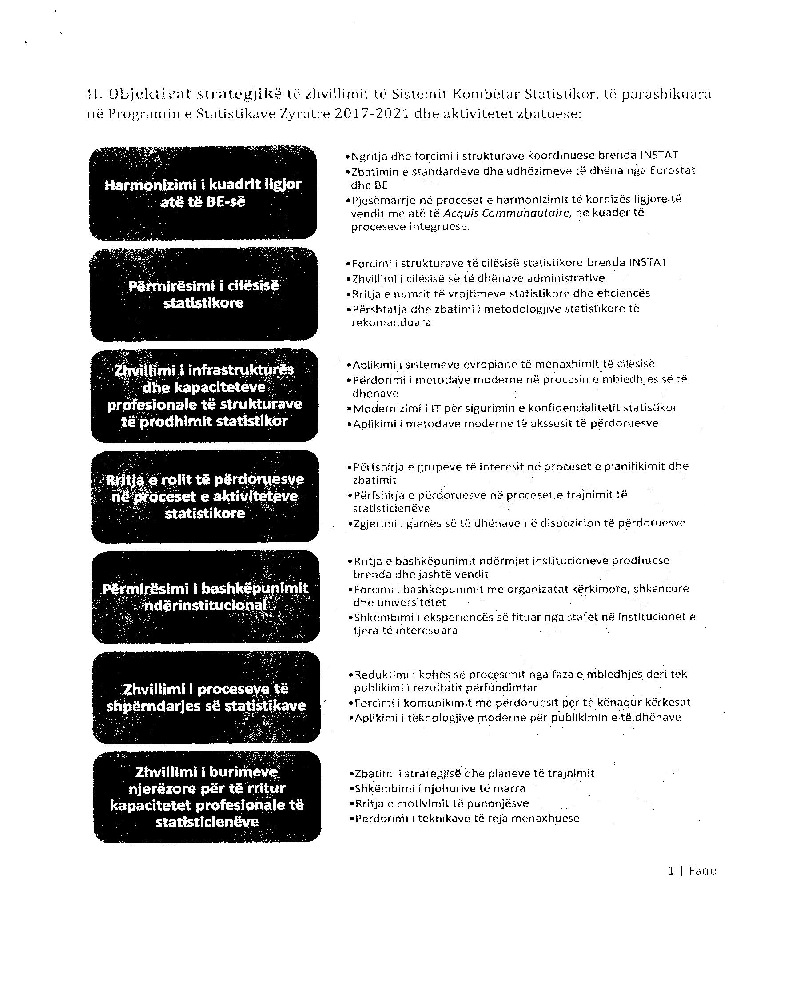 II. Objektivat strategjikë të zhvillimit të Sistemit Kombëtar Statistikor, të parashikuara
në Programin e Statistikave Zyratre 2017-2021 dhe aktivitetet zbatuese:
Harmonizimi i kuadrit ligjor
atë të BE-së
•Ngritja dhe forcimi i strukturave koordinuese brenda INSTAT
•Zbatimin e standardeve dhe udhëzimeve të dhëna nga Eurostat
dhe BE
•Pjesëmarrje në proceset e harmonizimit të kornizës ligjore të
vendit me atë të Acquis Communautaire, në kuadër të
proceseve integruese.
Përmirësimi i cilësisë
statistikore
•Forcimi i strukturave të cilësisë statistikore brenda INSTAT
•Zhvillimi i cilësisë së të dhënave administrative
•Rritja e numrit të vrojtimeve statistikore dhe eficiencës
•Përshtatja dhe zbatimi i metodologjive statistikore të
rekomanduara
Zhvillimi i infrastrukturës
dhe kapaciteteve
profesionale të strukturave
të prodhimit statistikor
•Aplikimi i sistemeve evropiane të menaxhimit të cilësisë
•Përdorimi i metodave moderne në procesin e mbledhjes së të
dhënave
•Modernizimi i IT për sigurimin e konfidencialitetit statistikor
•Aplikimi i metodave moderne të akssesit të përdoruesve
Rritja e rolit të përdoruesve
në proceset e aktiviteteve
statistikore
•Përfshirja e grupeve të interesit në proceset e planifikimit dhe
zbatimit
•Përfshirja e përdoruesve në proceset e trajnimit të
statisticienëve
•Zgjerimi i gamës së të dhënave në dispozicion të përdoruesve
Përmirësimi i bashkëpunimit
ndërinstitucional
•Rritja e bashkëpunimit ndërmjet institucioneve prodhuese
brenda dhe jashtë vendit
•Forcimi i bashkëpunimit me organizatat kërkimore, shkencore
dhe universitetet
•Shkëmbimi i eksperiencës së fituar nga stafet në institucionet e
tjera të interesuara
Zhvillimi i proceseve të
shpërndarjes së statistikave
•Reduktimi i kohës së procesimit nga faza e mbledhjes deri tek
publikimi i rezultatit përfundimtar
•Forcimi i komunikimit me përdoruesit për të kënaqur kërkesat
•Aplikimi i teknologjive moderne për publikimin e të dhënave
Zhvillimi i burimeve
njerëzore për të rritur
kapacitetet profesionale të
statisticienëve
•Zbatimi i strategjisë dhe planeve të trajnimit
•Shkëmbimi i njohurive të marra
•Rritja e motivimit të punonjësve
•Përdorimi i teknikave të reja menaxhuese
1 | Faqe